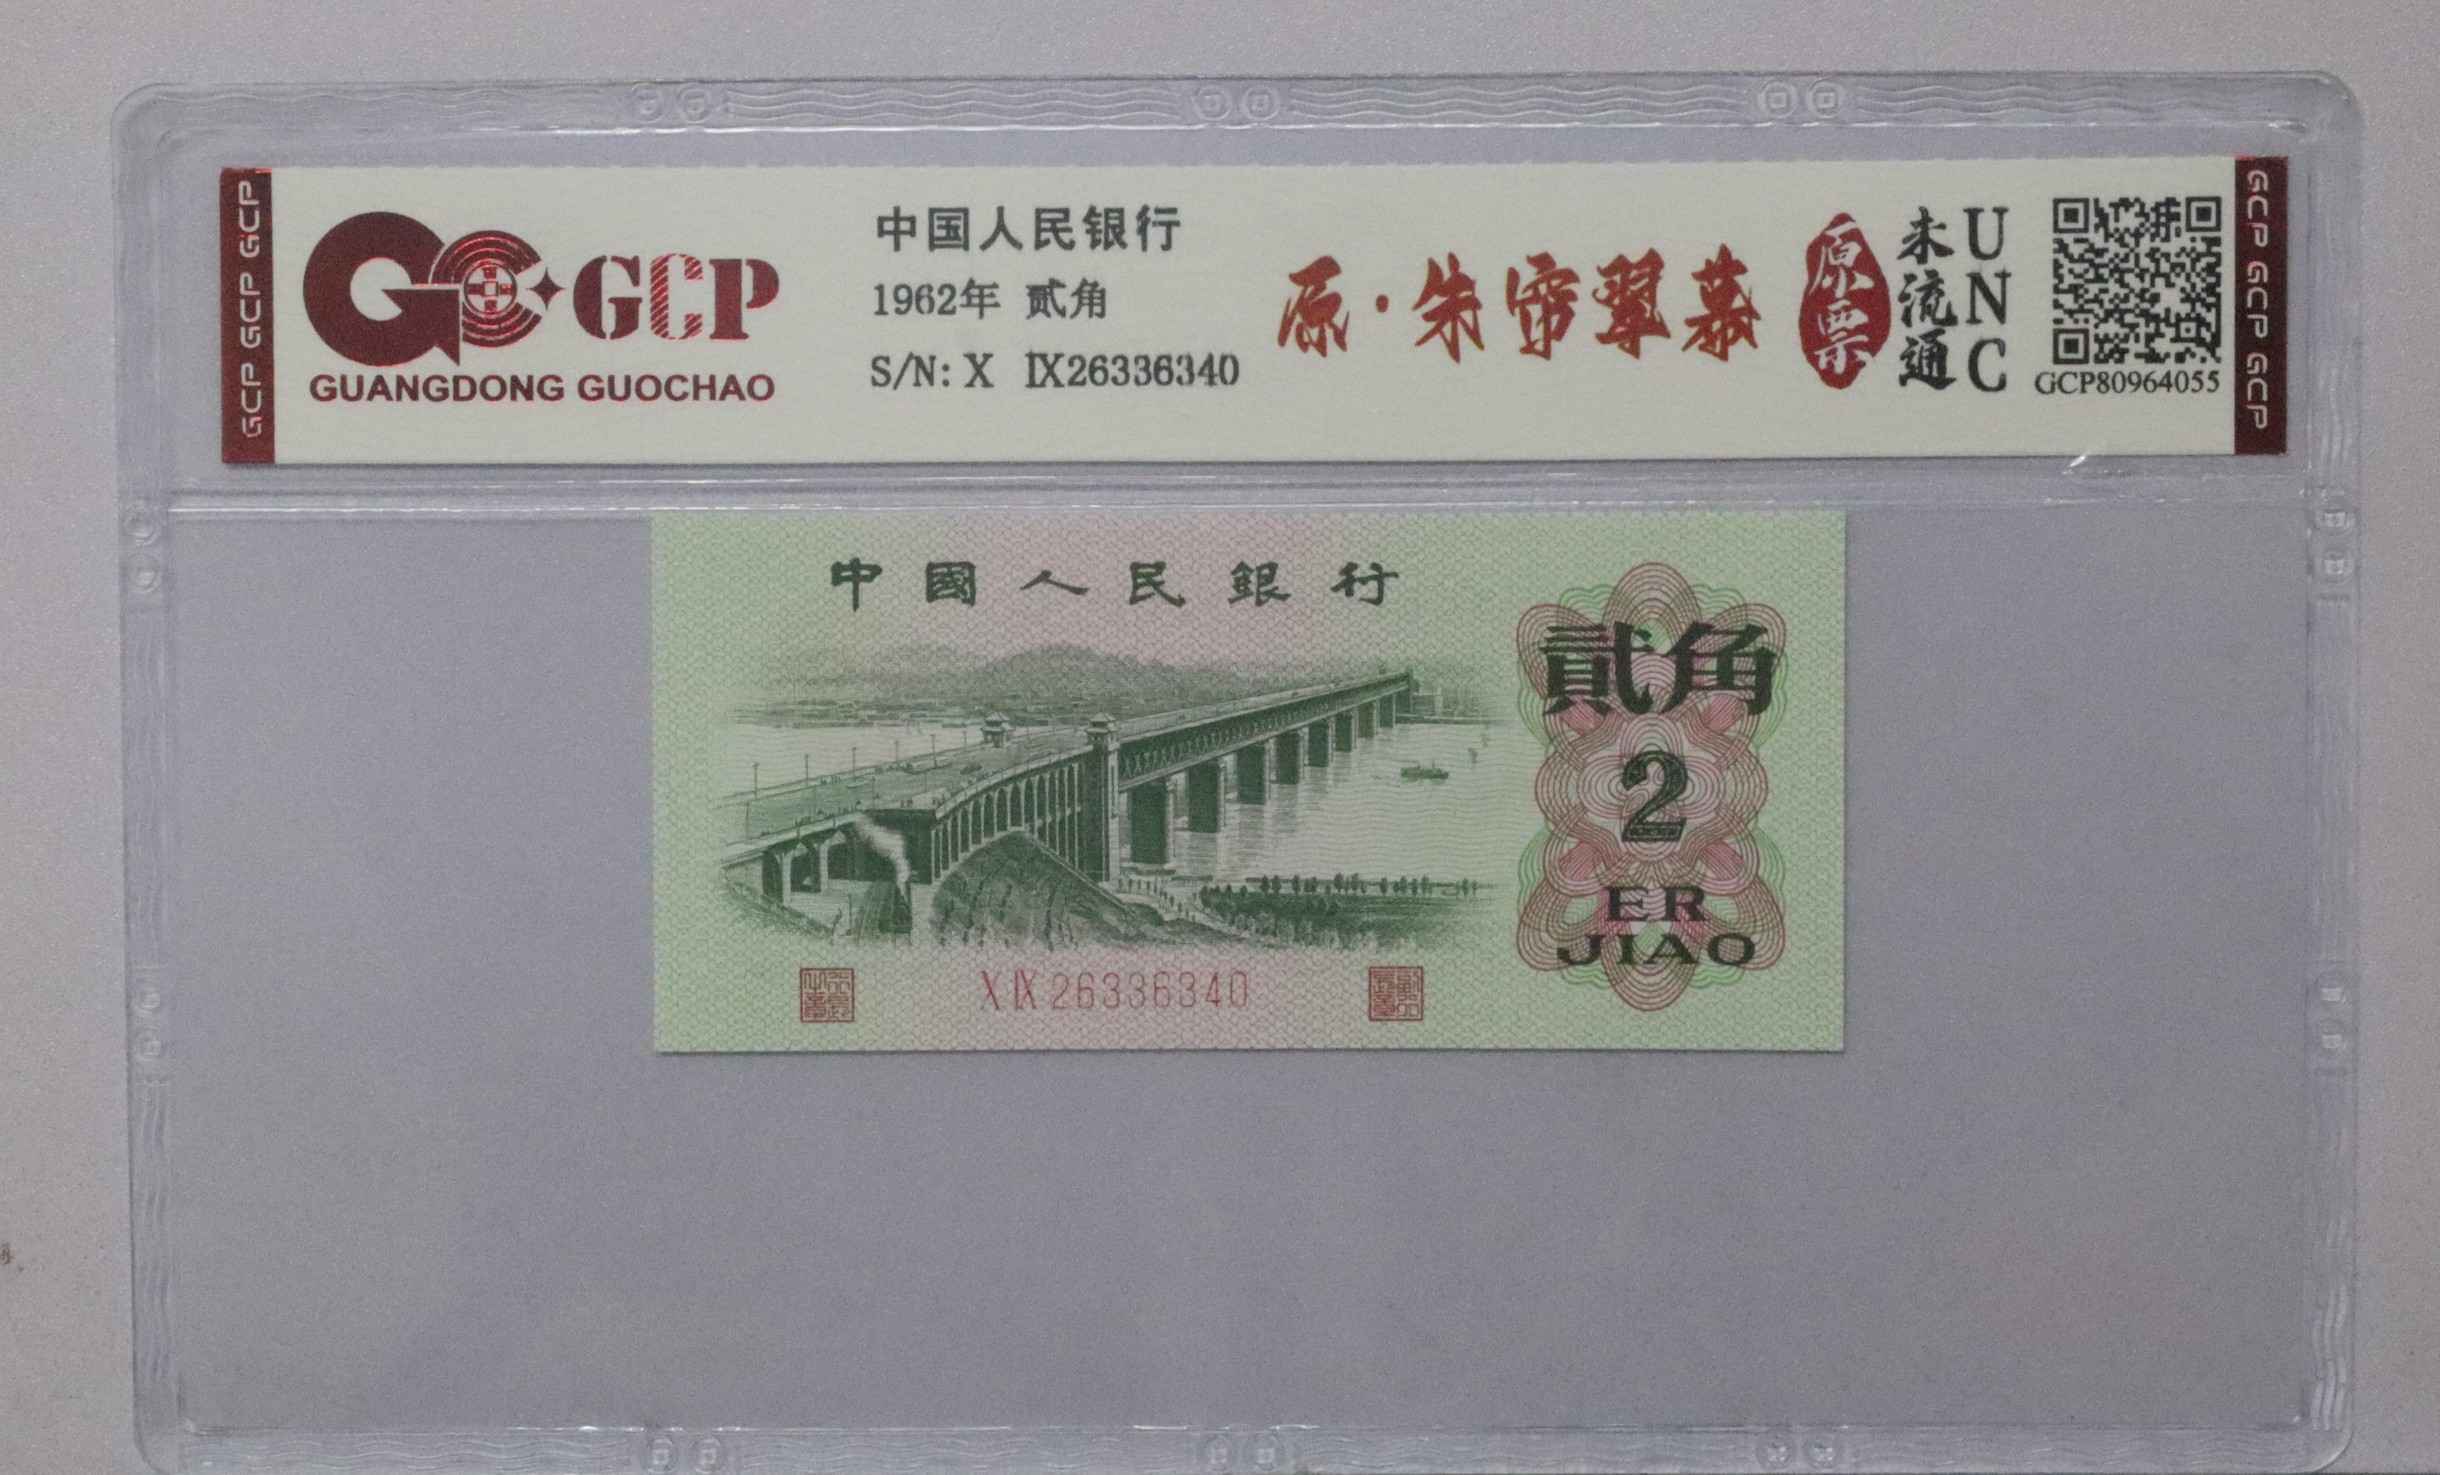 GCP GCP GCP
GCP
GUANGDONG GUOCHAO
中国人民银行
1962年 贰角
S/N: X IX26336340
原·朱帘翠幕
原票
未流通
UNC
GCP80964055
GCP GCP GCP
中國人民銀行
貳角
2
ER
JIAO
X IX 26336340